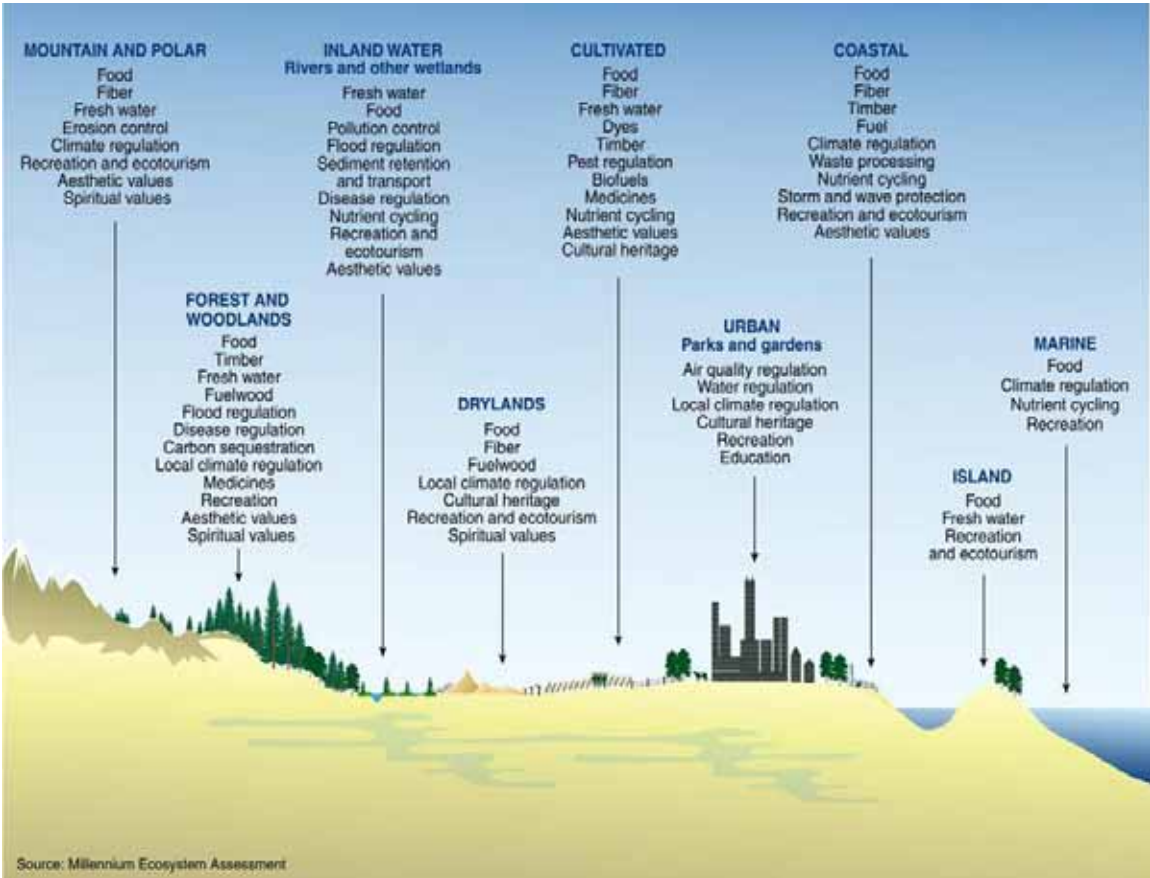 MOUNTAIN AND POLAR
Food
Fiber
Fresh water
Erosion control
Climate regulation
Recreation and ecotourism
Aesthetic values
Spiritual values
INLAND WATER
Rivers and other wetlands
Fresh water
Food
Pollution control
Flood regulation
Sediment retention
and transport
Disease regulation
Nutrient cycling
Recreation and
ecotourism
Aesthetic values
CULTIVATED
Food
Fiber
Fresh water
Dyes
Timber
Pest regulation
Biofuels
Medicines
Nutrient cycling
Aesthetic values
Cultural heritage
COASTAL
Food
Fiber
Timber
Fuel
Climate regulation
Waste processing
Nutrient cycling
Storm and wave protection
Recreation and ecotourism
Aesthetic values
FOREST AND
WOODLANDS
Food
Timber
Fresh water
Fuelwood
Flood regulation
Disease regulation
Carbon sequestration
Local climate regulation
Medicines
Recreation
Aesthetic values
Spiritual values
DRYLANDS
Food
Fiber
Fuelwood
Local climate regulation
Cultural heritage
Recreation and ecotourism
Spiritual values
URBAN
Parks and gardens
Air quality regulation
Water regulation
Local climate regulation
Cultural heritage
Recreation
Education
MARINE
Food
Climate regulation
Nutrient cycling
Recreation
ISLAND
Food
Fresh water
Recreation
and ecotourism
Source: Millennium Ecosystem Assessment